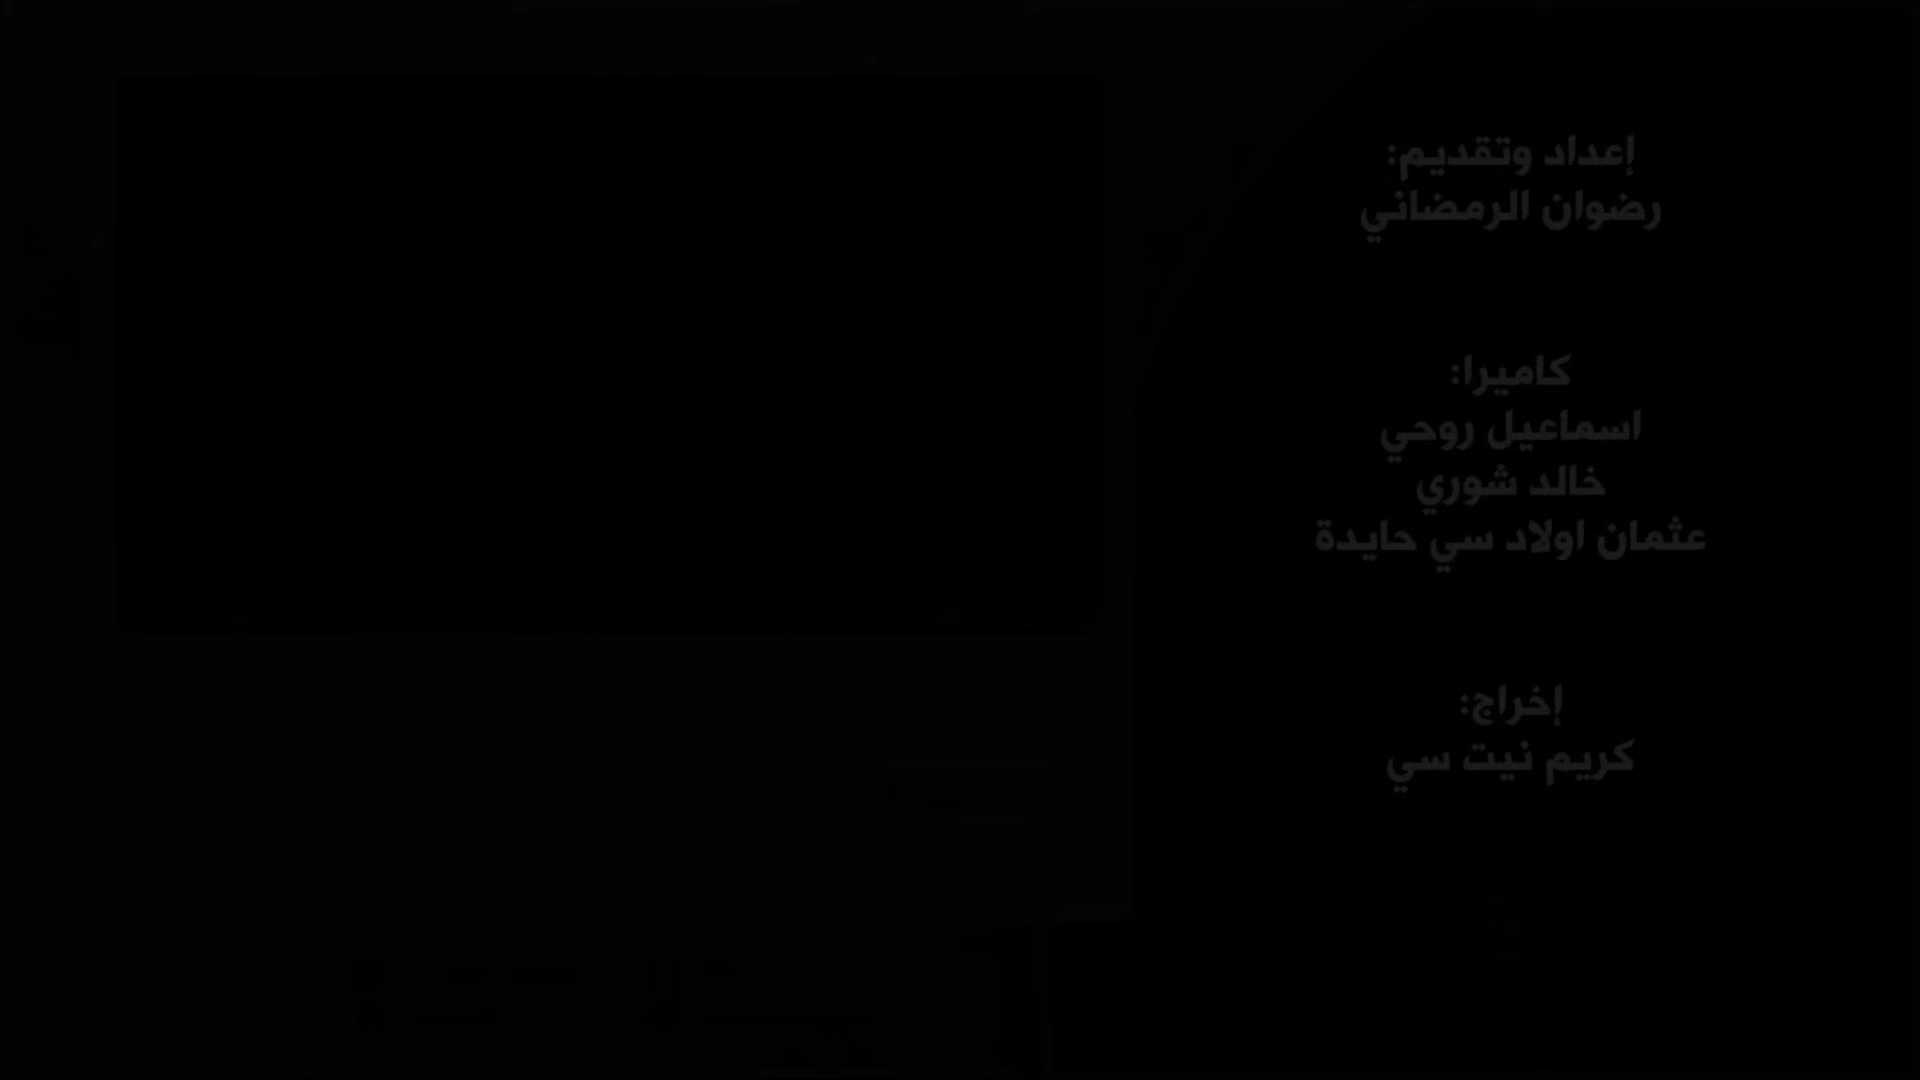 إعداد وتقديم:
رضوان الرمضاني
كاميرا:
اسماعيل روحي
خالد شوري
عثمان اولاد سي حايدة
إخراج:
كريم نيت سي